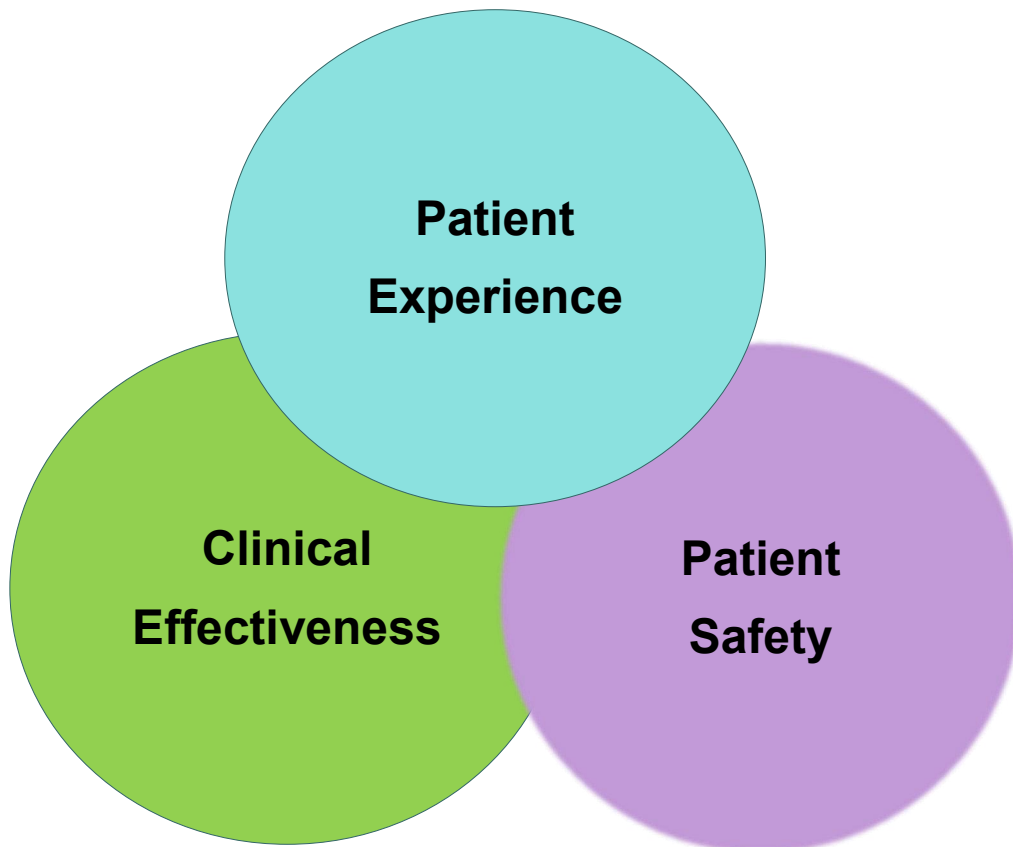 Patient
Experience
Clinical
Effectiveness
Patient
Safety